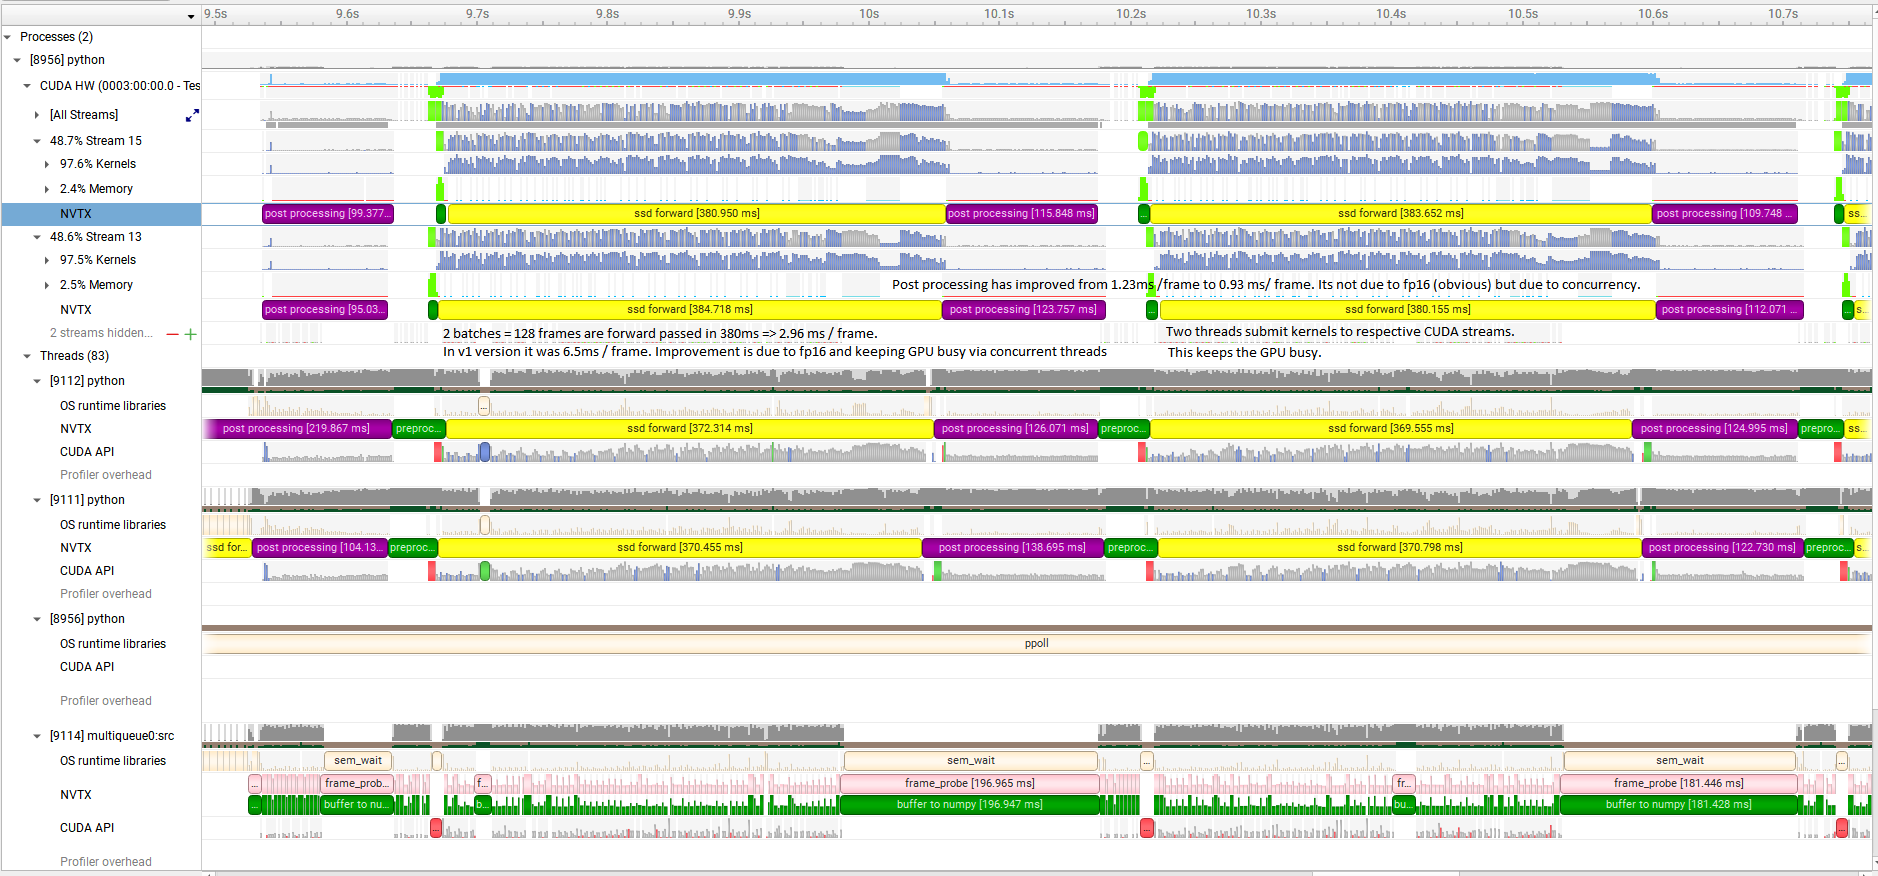 9.5s 9.6s 9.7s 9.8s 9.9s 10s 10.1s 10.2s 10.3s 10.4s 10.5s 10.6s 10.7s
Processes (2)
[8956] python
CUDA HW (0003:00:00.0 - Tes
[All Streams]
48.7% Stream 15
97.6% Kernels
2.4% Memory
NVTX
post processing [99.377... ssd forward [380.950 ms] post processing [115.848 ms] ... ssd forward [383.652 ms] post processing [109.748 ... ss...
48.6% Stream 13
97.5% Kernels
2.5% Memory
Post processing has improved from 1.23ms /frame to 0.93 ms/ frame. Its not due to fp16 (obvious) but due to concurrency.
NVTX
post processing [95.03... ssd forward [384.718 ms] post processing [123.757 ms] ... ssd forward [380.155 ms] post processing [112.071 ... ... s...
2 streams hidden...
2 batches = 128 frames are forward passed in 380ms => 2.96 ms / frame.
Two threads submit kernels to respective CUDA streams.
Threads (83)
In v1 version it was 6.5ms / frame. Improvement is due to fp16 and keeping GPU busy via concurrent threads
This keeps the GPU busy.
[9112] python
OS runtime libraries
...
NVTX
post processing [219.867 ms] preproc... ssd forward [372.314 ms] post processing [126.071 ms] preproc... ssd forward [369.555 ms] post processing [124.995 ms] prepro... ss...
CUDA API
Profiler overhead
[9111] python
OS runtime libraries
NVTX
ssd for... post processing [104.13... preproc... ssd forward [370.455 ms] post processing [138.695 ms] preproc... ssd forward [370.798 ms] post processing [122.730 ms] preproc... s...
CUDA API
Profiler overhead
[8956] python
OS runtime libraries
ppoll
CUDA API
Profiler overhead
[9114] multiqueue0:src
OS runtime libraries
sem_wait sem_wait ... sem_wait ...
NVTX
... frame_prob... f... frame_probe [196.965 ms] fr... frame_probe [181.446 ms]
... buffer to nu... b... buffer to numpy [196.947 ms] bu... buffer to numpy [181.428 ms]
CUDA API
... ... ...
Profiler overhead